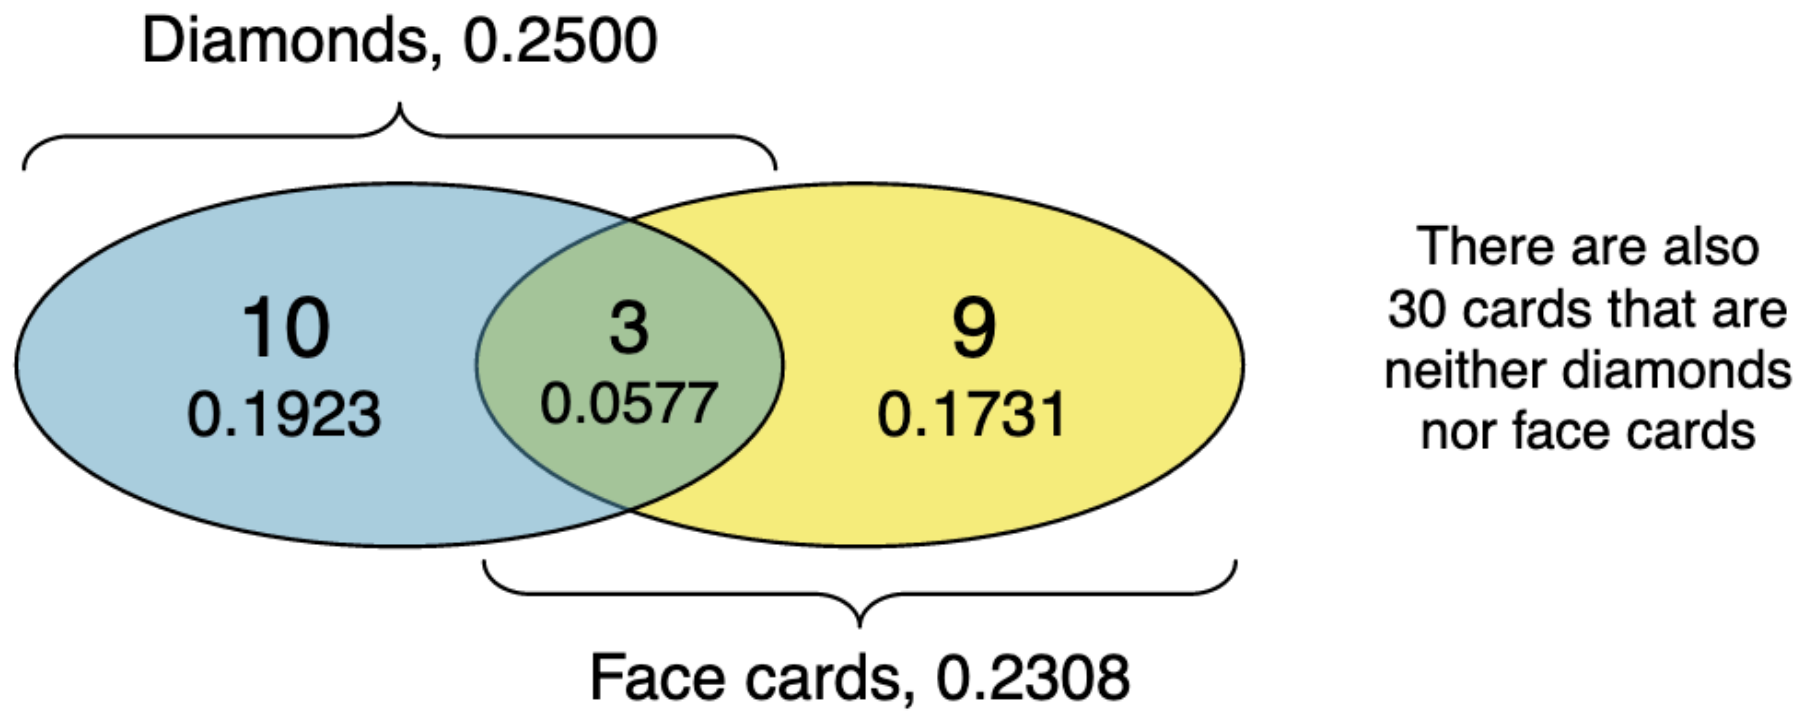 Diamonds, 0.2500
10
0.1923
3
0.0577
9
0.1731
There are also
30 cards that are
neither diamonds
nor face cards
Face cards, 0.2308